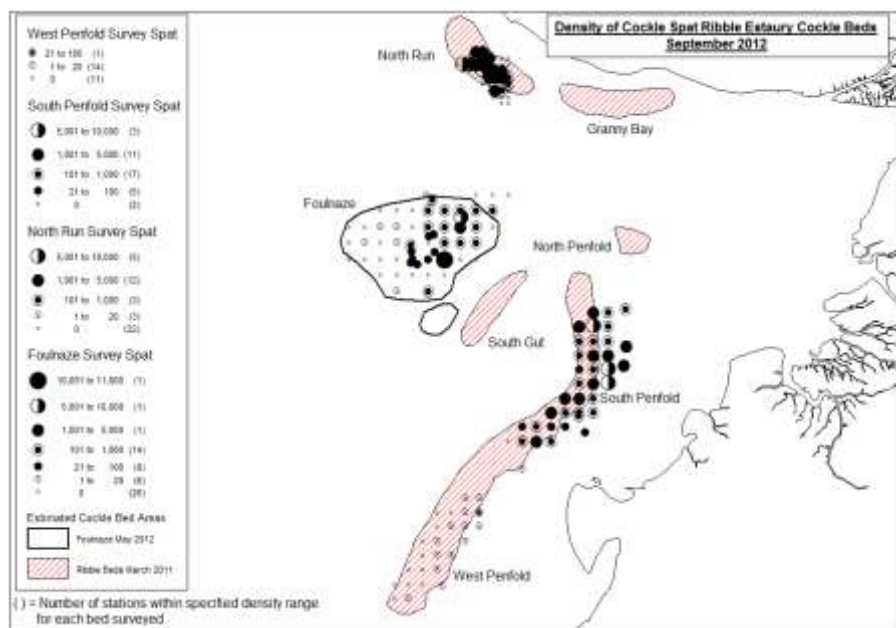 Density of Cockle Spat Ribble Estaury Cockle Beds
September 2012
West Penfold Survey Spat
21 to 100 (1)
1 to 20 (14)
0 (11)
South Penfold Survey Spat
5,001 to 10,000 (3)
1,001 to 5,000 (11)
101 to 1,000 (17)
21 to 100 (5)
0 (2)
North Run Survey Spat
5,001 to 10,000
1,001 to 5,000 (12)
101 to 1,000 (3)
1 to 20 (3)
0 (22)
Foulnaze Survey Spat
10,001 to 11,000 (1)
5,001 to 10,000 (1)
1,001 to 5,000 (1)
101 to 1,000 (14)
21 to 100 (8)
1 to 20
0
Estimated Cockle Bed Areas
Foulnaze May 2012
Ribble Beds March 2011
( ) = Number of stations within specified density range
for each bed surveyed
North Run
Granny Bay
Foulnaze
North Penfold
South Gut
South Penfold
West Penfold